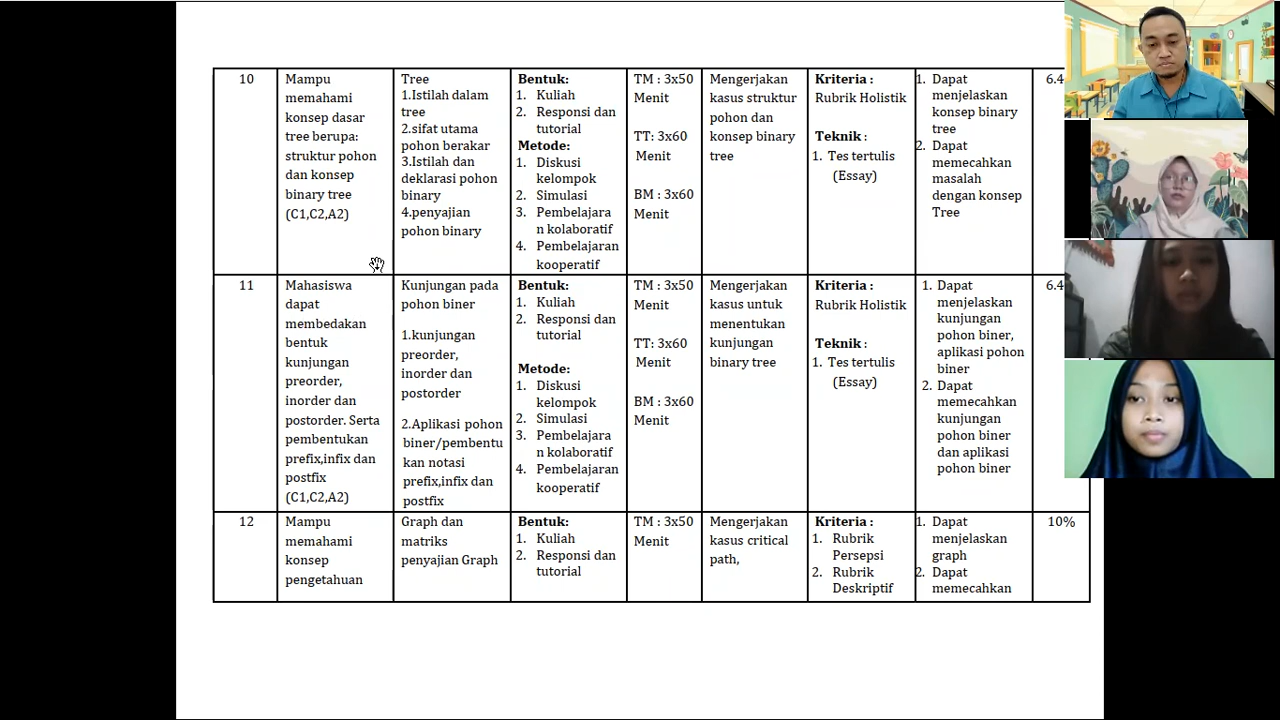 10
Mampu
memahami
konsep dasar
tree berupa:
struktur pohon
dan konsep
binary tree
(C1,C2,A2)
Tree
1.Istilah dalam
tree
2.sifat utama
pohon berakar
3.Istilah dan
deklarasi pohon
binary
4.penyajian
pohon binary
Bentuk:
1. Kuliah
2. Responsi dan
tutorial
Metode:
1. Diskusi
kelompok
2. Simulasi
3. Pembelajara
n kolaboratif
4. Pembelajaran
kooperatif
TM : 3x50
Menit
TT: 3x60
Menit
BM : 3x60
Menit
Mengerjakan
kasus struktur
pohon dan
konsep binary
tree
Kriteria :
Rubrik Holistik
Teknik :
1. Tes tertulis
(Essay)
1. Dapat
menjelaskan
konsep binary
tree
2. Dapat
memecahkan
masalah
dengan konsep
Tree
6.4
11
Mahasiswa
dapat
membedakan
bentuk
kunjungan
preorder,
inorder dan
postorder. Serta
pembentukan
prefix,infix dan
postfix
(C1,C2,A2)
Kunjungan pada
pohon biner
1.kunjungan
preorder,
inorder dan
postorder
2.Aplikasi pohon
biner/pembentu
kan notasi
prefix,infix dan
postfix
Bentuk:
1. Kuliah
2. Responsi dan
tutorial
Metode:
1. Diskusi
kelompok
2. Simulasi
3. Pembelajara
n kolaboratif
4. Pembelajaran
kooperatif
TM : 3x50
Menit
TT: 3x60
Menit
BM : 3x60
Menit
Mengerjakan
kasus untuk
menentukan
kunjungan
binary tree
Kriteria :
Rubrik Holistik
Teknik :
1. Tes tertulis
(Essay)
1. Dapat
menjelaskan
kunjungan
pohon biner,
aplikasi pohon
biner
2. Dapat
memecahkan
kunjungan
pohon biner
dan aplikasi
pohon biner
6.4
12
Mampu
memahami
konsep
pengetahuan
Graph dan
matriks
penyajian Graph
Bentuk:
1. Kuliah
2. Responsi dan
tutorial
TM : 3x50
Menit
Mengerjakan
kasus critical
path,
Kriteria :
1. Rubrik
Persepsi
2. Rubrik
Deskriptif
1. Dapat
menjelaskan
graph
2. Dapat
memecahkan
10%